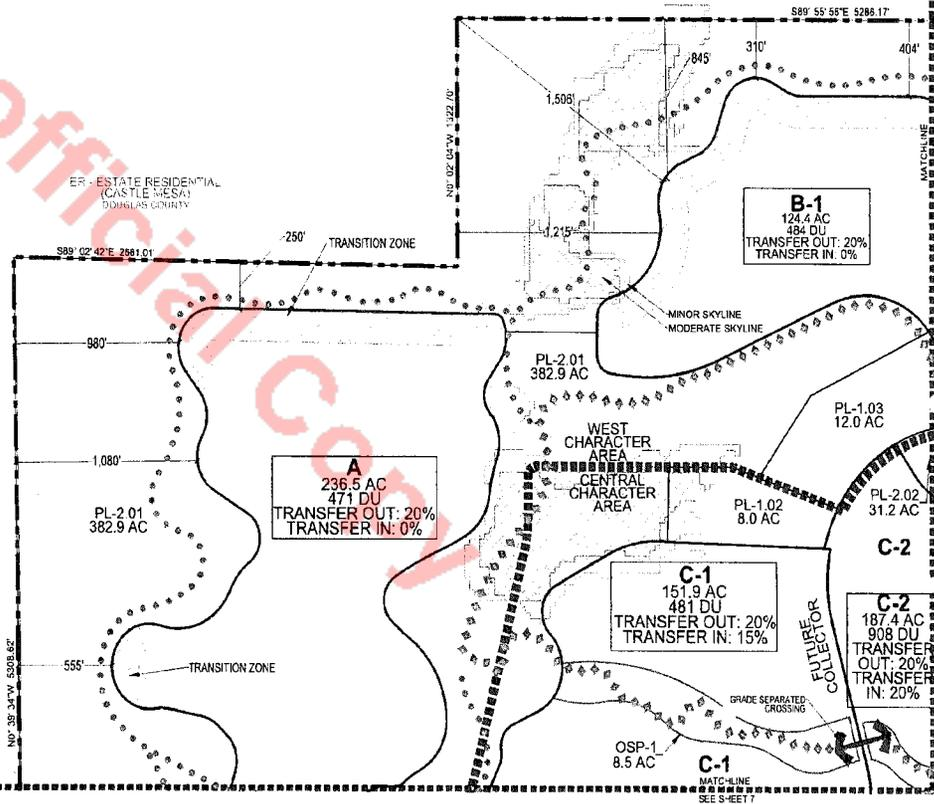 S89° 55' 56"E 5286.17'
310'
404'
845'
1,506'
N0° 02' 04"W 1322.70'
MATCHLINE
Unofficial Copy
ER - ESTATE RESIDENTIAL
(CASTLE MESA)
DOUGLAS COUNTY
B-1
124.4 AC
484 DU
TRANSFER OUT: 20%
TRANSFER IN: 0%
1,215'
S89° 02' 42"E 2581.01'
250'
TRANSITION ZONE
MINOR SKYLINE
MODERATE SKYLINE
980'
PL-2.01
382.9 AC
PL-1.03
12.0 AC
WEST
CHARACTER
AREA
CENTRAL
CHARACTER
AREA
1,080'
A
236.5 AC
471 DU
TRANSFER OUT: 20%
TRANSFER IN: 0%
PL-2.01
382.9 AC
PL-1.02
8.0 AC
PL-2.02
31.2 AC
C-2
C-1
151.9 AC
481 DU
TRANSFER OUT: 20%
TRANSFER IN: 15%
C-2
187.4 AC
908 DU
TRANSFER
OUT: 20%
TRANSFER
IN: 20%
FUTURE
COLLECTOR
N0° 39' 34"W 5308.62'
555'
TRANSITION ZONE
GRADE SEPARATED
CROSSING
OSP-1
8.5 AC
C-1
MATCHLINE
SEE SHEET 7